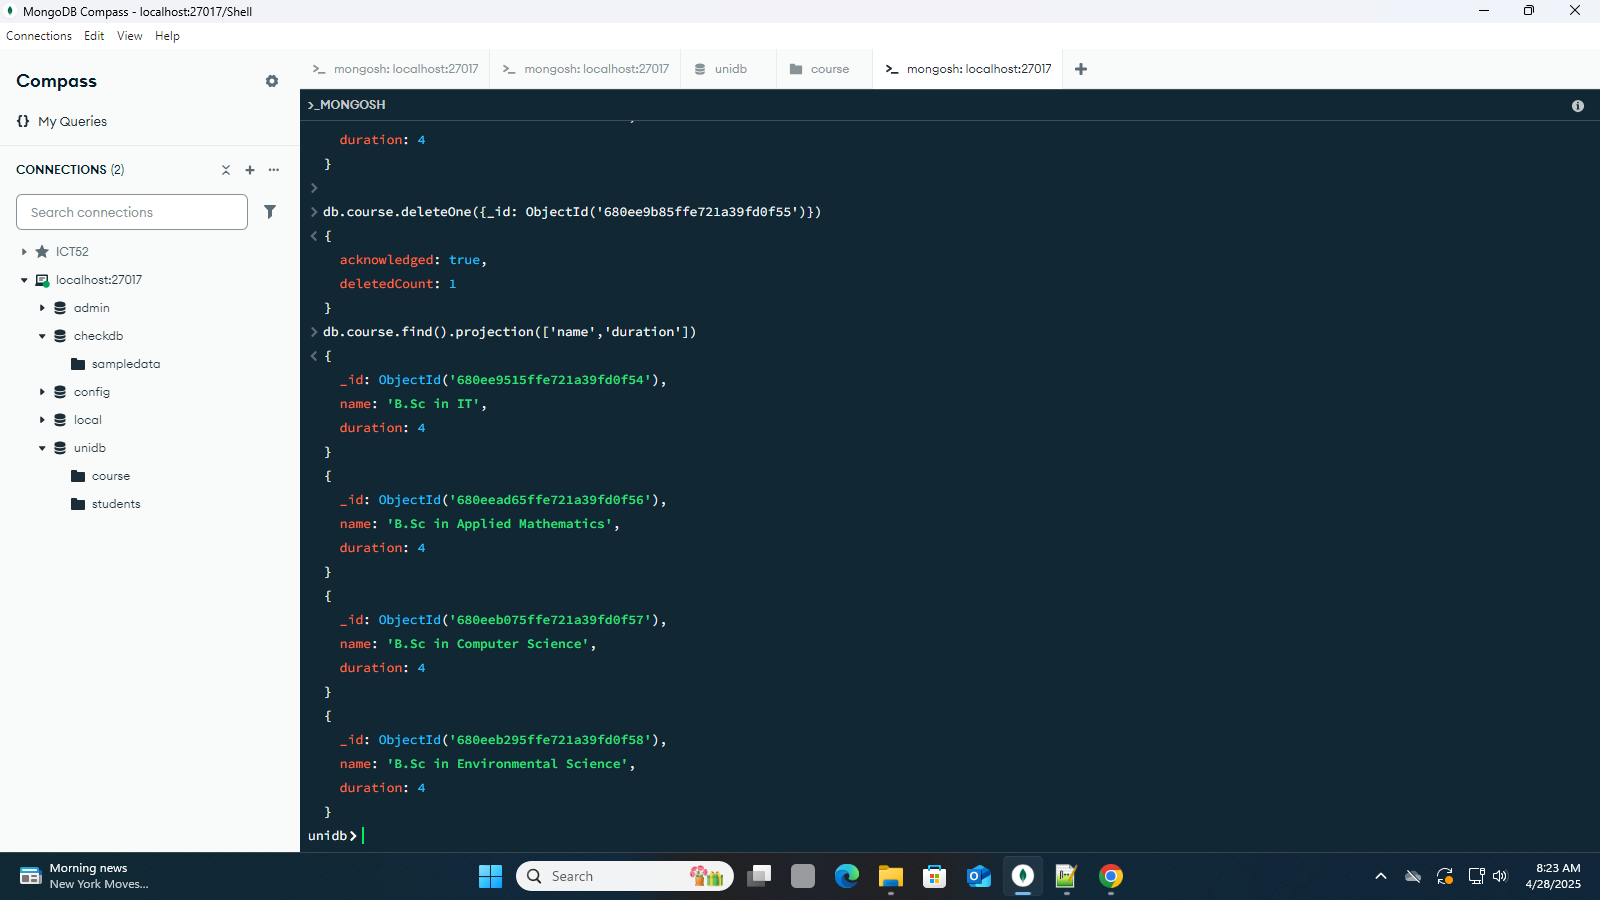 MongoDB Compass - localhost:27017/Shell
Connections Edit View Help
Compass
{} My Queries
CONNECTIONS (2)
Search connections
ICT52
localhost:27017
admin
checkdb
sampledata
config
local
unidb
course
students
>_ mongosh: localhost:27017 >_ mongosh: localhost:27017 unidb course >_ mongosh: localhost:27017 +
>_MONGOSH
duration: 4
}
>
> db.course.deleteOne({_id: ObjectId('680ee9b85ffe721a39fd0f55')})
< {
acknowledged: true,
deletedCount: 1
}
> db.course.find().projection(['name','duration'])
< {
_id: ObjectId('680ee9515ffe721a39fd0f54'),
name: 'B.Sc in IT',
duration: 4
}
{
_id: ObjectId('680eead65ffe721a39fd0f56'),
name: 'B.Sc in Applied Mathematics',
duration: 4
}
{
_id: ObjectId('680eeb075ffe721a39fd0f57'),
name: 'B.Sc in Computer Science',
duration: 4
}
{
_id: ObjectId('680eeb295ffe721a39fd0f58'),
name: 'B.Sc in Environmental Science',
duration: 4
}
unidb>
Morning news
New York Moves...
Search
8:23 AM
4/28/2025